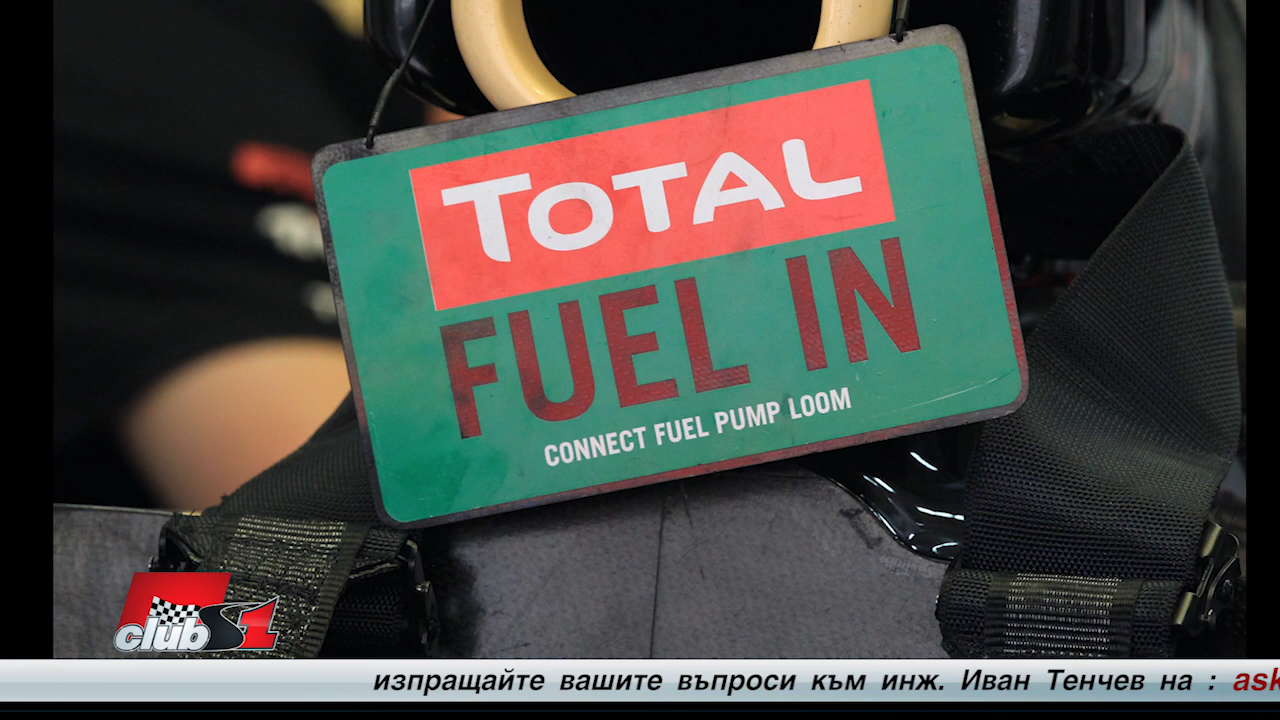 TOTAL
FUEL IN
CONNECT FUEL PUMP LOOM
club S1
изпращайте вашите въпроси към инж. Иван Тенчев на : ask